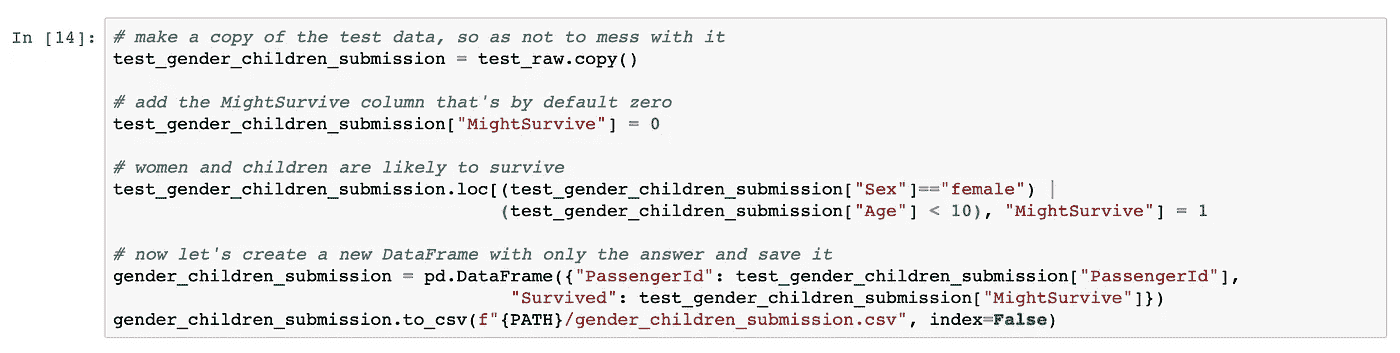 In [14]: # make a copy of the test data, so as not to mess with it
test_gender_children_submission = test_raw.copy()
# add the MightSurvive column that's by default zero
test_gender_children_submission["MightSurvive"] = 0
# women and children are likely to survive
test_gender_children_submission.loc[(test_gender_children_submission["Sex"]=="female") |
(test_gender_children_submission["Age"] < 10), "MightSurvive"] = 1
# now let's create a new DataFrame with only the answer and save it
gender_children_submission = pd.DataFrame({"PassengerId": test_gender_children_submission["PassengerId"],
"Survived": test_gender_children_submission["MightSurvive"]})
gender_children_submission.to_csv(f"{PATH}/gender_children_submission.csv", index=False)